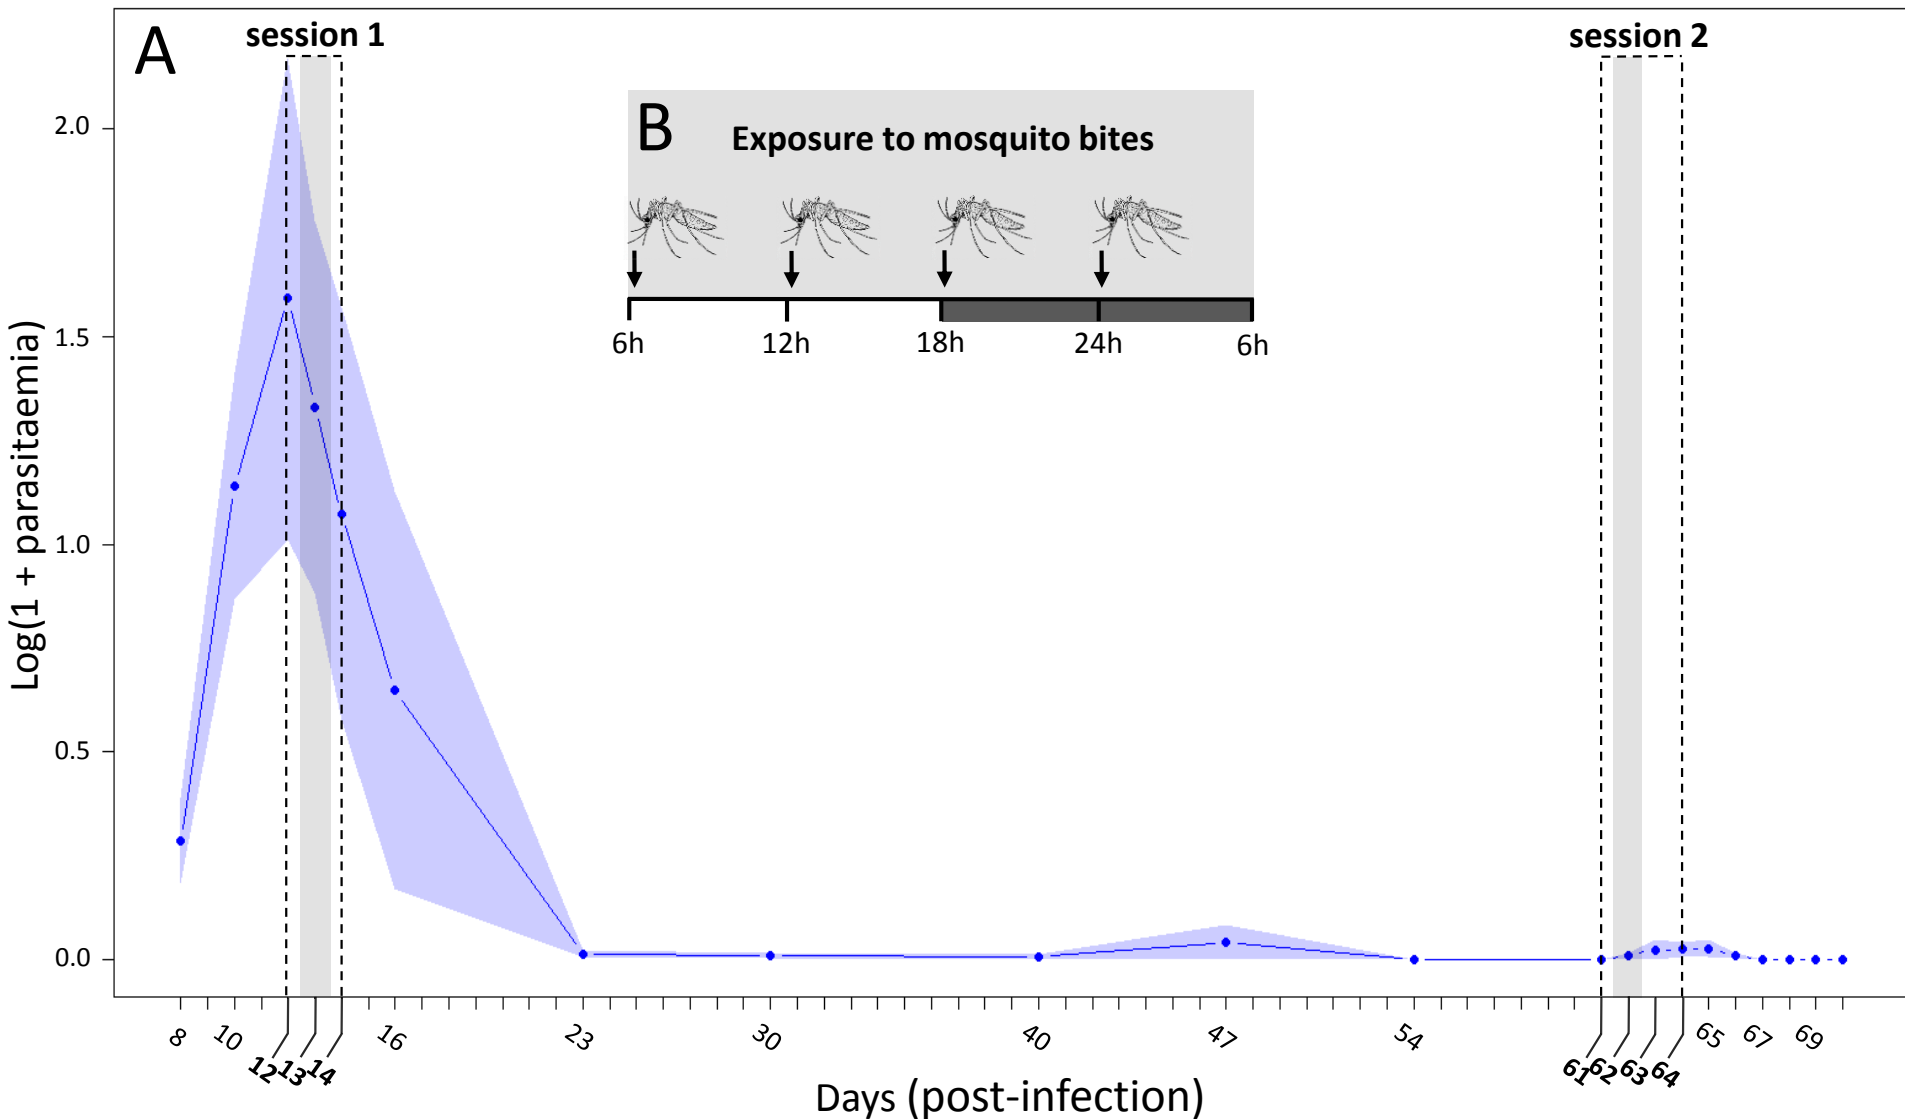 session 1
session 2
A
B
Exposure to mosquito bites
6h 12h 18h 24h 6h
Log(1 + parasitaemia)
2.0
1.5
1.0
0.5
0.0
8 10 12 13 14 16 23 30 40 47 54 61 62 63 64 65 67 69
Days (post-infection)